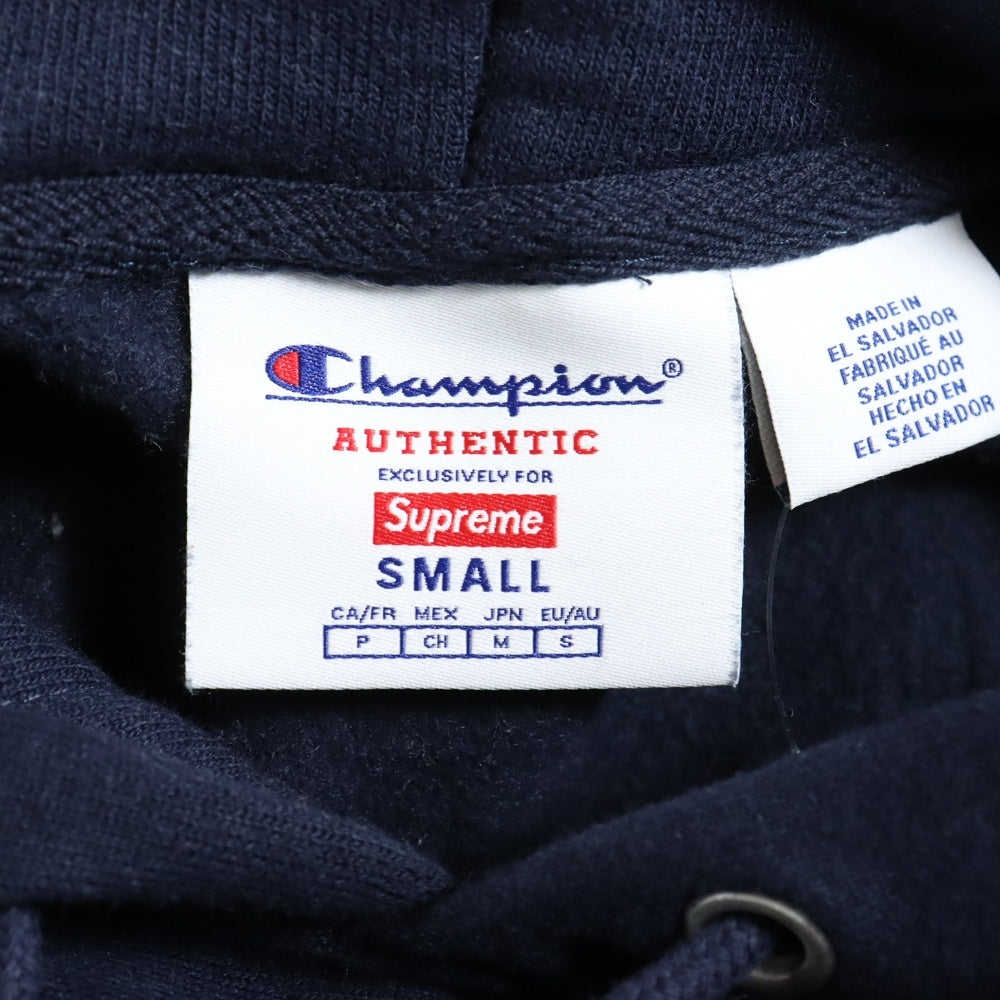 Champion®
AUTHENTIC
EXCLUSIVELY FOR
Supreme
SMALL
CA/FR MEX JPN EU/AU
P CH M S
MADE IN
EL SALVADOR
FABRIQUÉ AU
SALVADOR
HECHO EN
EL SALVADOR